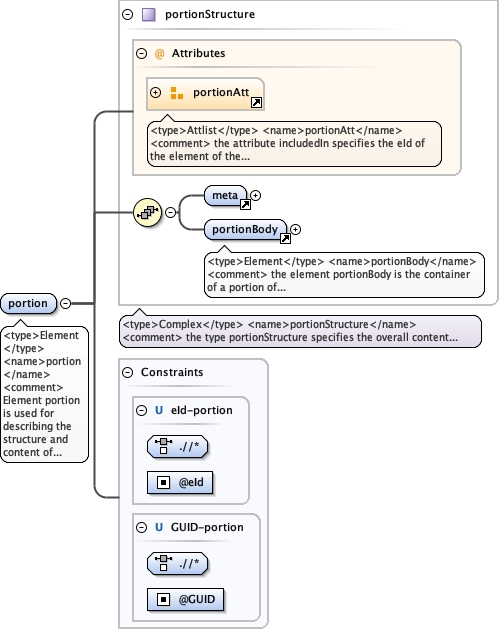 portionStructure
@ Attributes
portionAtt
<type>Attlist</type> <name>portionAtt</name>
<comment> the attribute includedIn specifies the eId of
the element of the...
meta
portionBody
<type>Element</type> <name>portionBody</name>
<comment> the element portionBody is the container
of a portion of...
portion
<type>Element
</type>
<name>portion
</name>
<comment>
Element portion
is used for
describing the
structure and
content of...
<type>Complex</type> <name>portionStructure</name>
<comment> the type portionStructure specifies the overall content...
Constraints
U eId-portion
.//*
@eId
U GUID-portion
.//*
@GUID